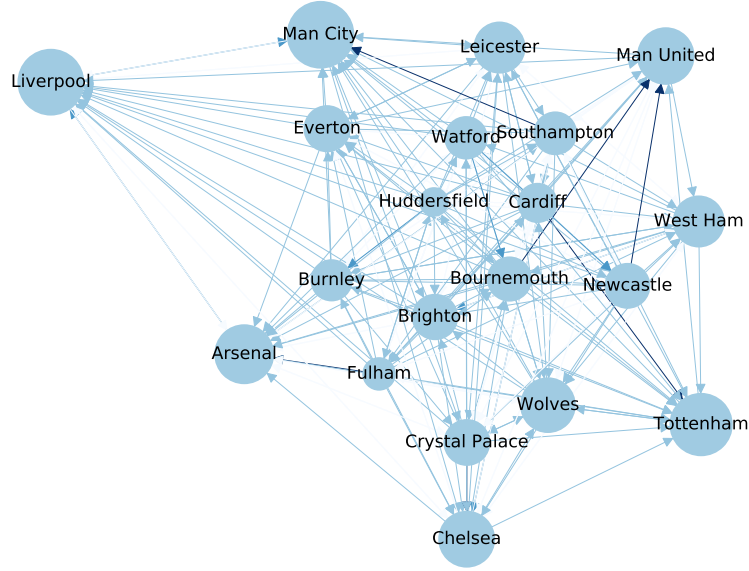 Man City
Leicester
Man United
Liverpool
Everton
Watford
Southampton
Huddersfield
Cardiff
West Ham
Burnley
Bournemouth
Newcastle
Brighton
Arsenal
Fulham
Wolves
Tottenham
Crystal Palace
Chelsea